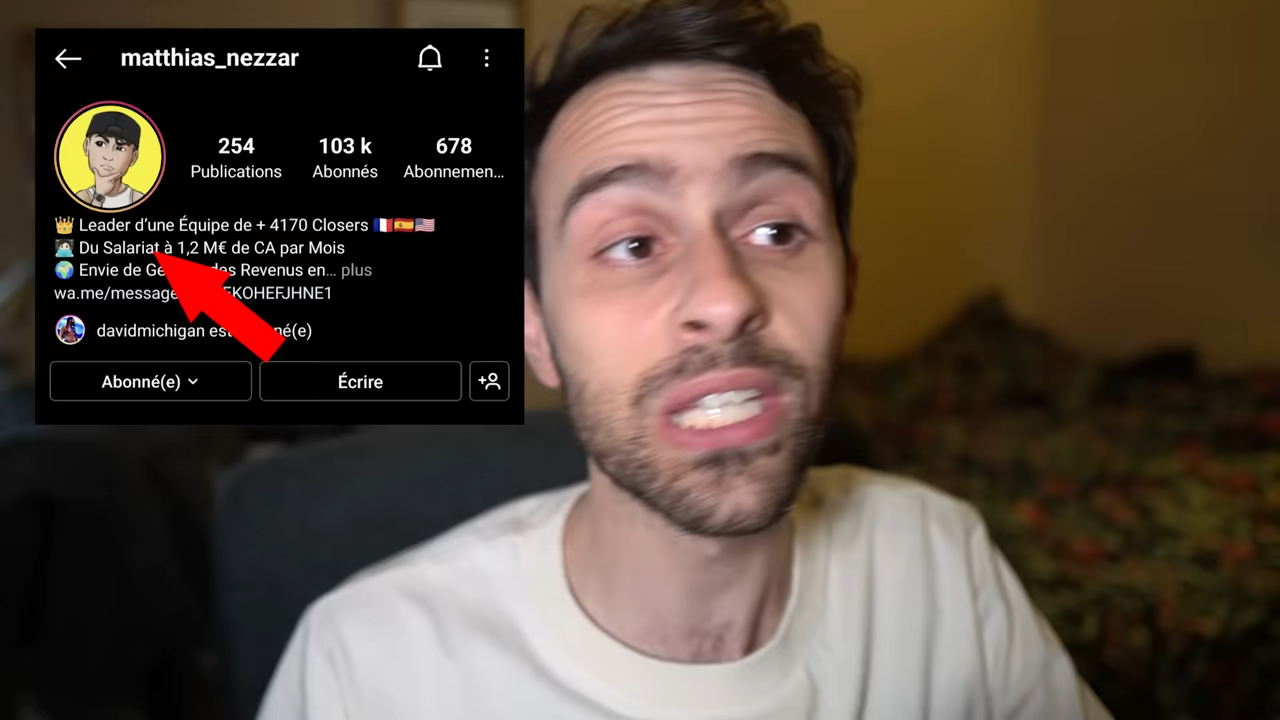 matthias_nezzar
254
103 k
678
Publications
Abonnés
Abonnemen...
👑 Leader d'une Équipe de + 4170 Closers 🇫🇷🇪🇸🇺🇸
🧑🏻‍💻 Du Salariat à 1,2 M€ de CA par Mois
🌍 Envie de des Revenus en... plus
wa.me/message
davidmichigan
Abonné(e)
Écrire